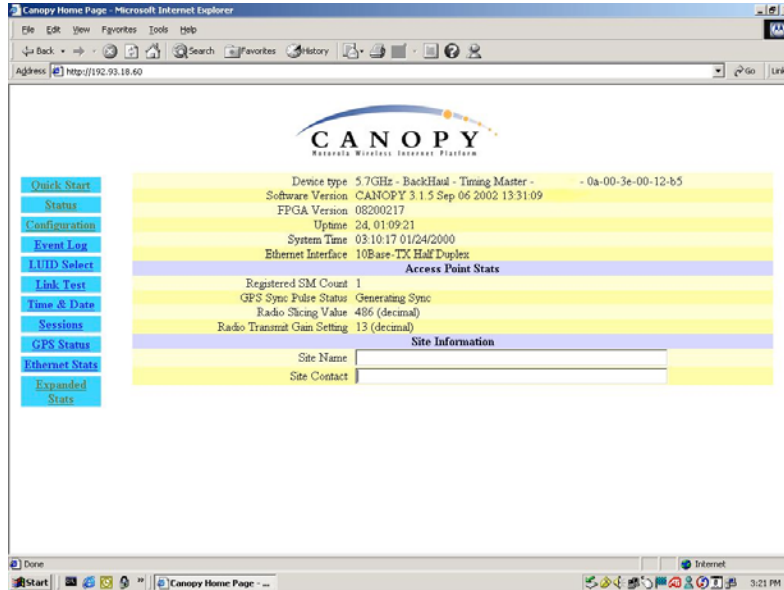 Canopy Home Page - Microsoft Internet Explorer
File Edit View Favorites Tools Help
Back Search Favorites History
Address http://192.93.18.60 Go Link
CANOPY
Motorola Wireless Internet Platform
Quick Start
Status
Configuration
Event Log
LUID Select
Link Test
Time & Date
Sessions
GPS Status
Ethernet Stats
Expanded
Stats
Device type 5.7GHz - BackHaul - Timing Master - - 0a-00-3e-00-12-b5
Software Version CANOPY 3.1.5 Sep 06 2002 13:31:09
FPGA Version 08200217
Uptime 2d, 01:09:21
System Time 03:10:17 01/24/2000
Ethernet Interface 10Base-TX Half Duplex
Access Point Stats
Registered SM Count 1
GPS Sync Pulse Status Generating Sync
Radio Slicing Value 486 (decimal)
Radio Transmit Gain Setting 13 (decimal)
Site Information
Site Name
Site Contact
Done Internet
Start Canopy Home Page - ... 3:21 PM